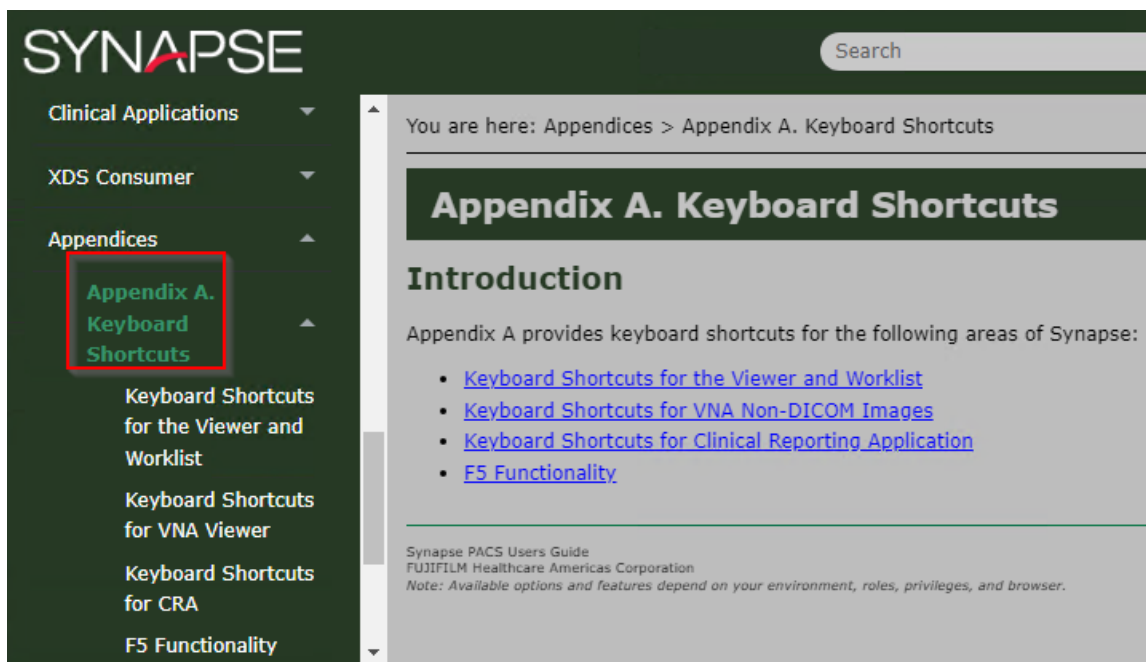 SYNAPSE
Search
Clinical Applications
XDS Consumer
Appendices
Appendix A.
Keyboard
Shortcuts
Keyboard Shortcuts
for the Viewer and
Worklist
Keyboard Shortcuts
for VNA Viewer
Keyboard Shortcuts
for CRA
F5 Functionality
You are here: Appendices > Appendix A. Keyboard Shortcuts
Appendix A. Keyboard Shortcuts
Introduction
Appendix A provides keyboard shortcuts for the following areas of Synapse:
• Keyboard Shortcuts for the Viewer and Worklist
• Keyboard Shortcuts for VNA Non-DICOM Images
• Keyboard Shortcuts for Clinical Reporting Application
• F5 Functionality
Synapse PACS Users Guide
FUJIFILM Healthcare Americas Corporation
Note: Available options and features depend on your environment, roles, privileges, and browser.